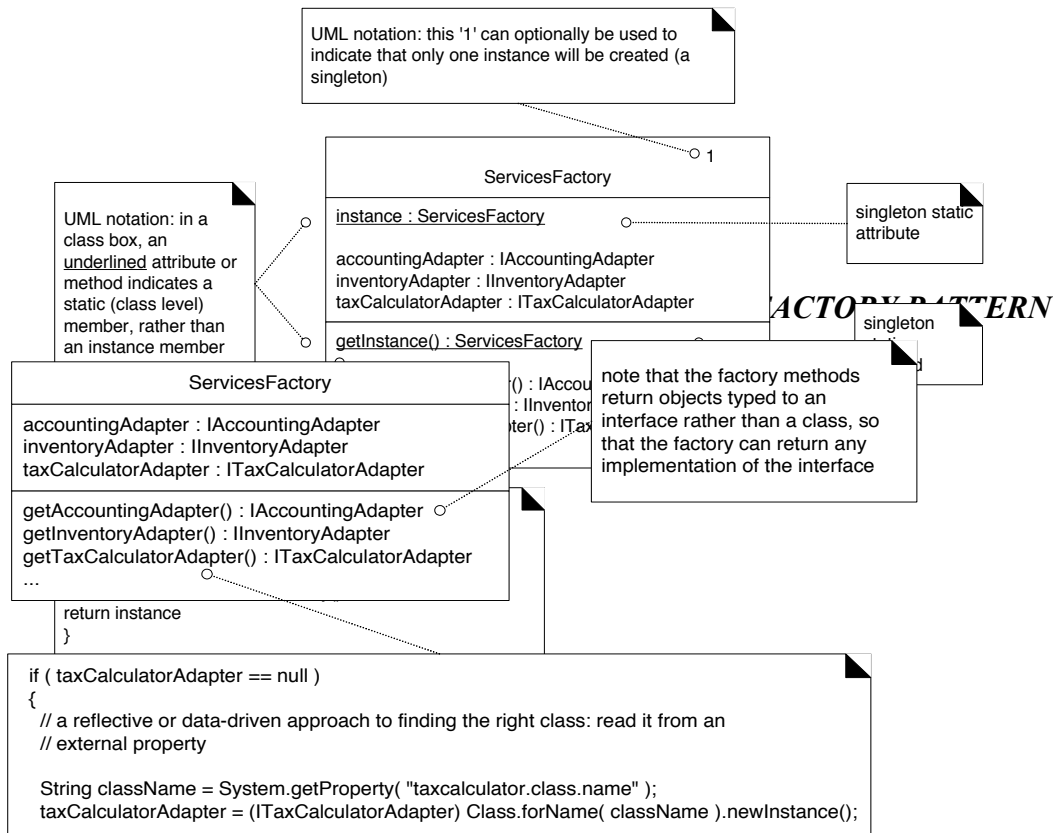 UML notation: this '1' can optionally be used to
indicate that only one instance will be created (a
singleton)
1
ServicesFactory
instance : ServicesFactory
accountingAdapter : IAccountingAdapter
inventoryAdapter : IInventoryAdapter
taxCalculatorAdapter : ITaxCalculatorAdapter
getInstance() : ServicesFactory
UML notation: in a
class box, an
underlined attribute or
method indicates a
static (class level)
member, rather than
an instance member
singleton static
attribute
PATTERN
singleton
ServicesFactory
accountingAdapter : IAccountingAdapter
inventoryAdapter : IInventoryAdapter
taxCalculatorAdapter : ITaxCalculatorAdapter
getAccountingAdapter() : IAccountingAdapter
getInventoryAdapter() : IInventoryAdapter
getTaxCalculatorAdapter() : ITaxCalculatorAdapter
...
note that the factory methods
return objects typed to an
interface rather than a class, so
that the factory can return any
implementation of the interface
return instance
}
if ( taxCalculatorAdapter == null )
{
// a reflective or data-driven approach to finding the right class: read it from an
// external property
String className = System.getProperty( "taxcalculator.class.name" );
taxCalculatorAdapter = (ITaxCalculatorAdapter) Class.forName( className ).newInstance();